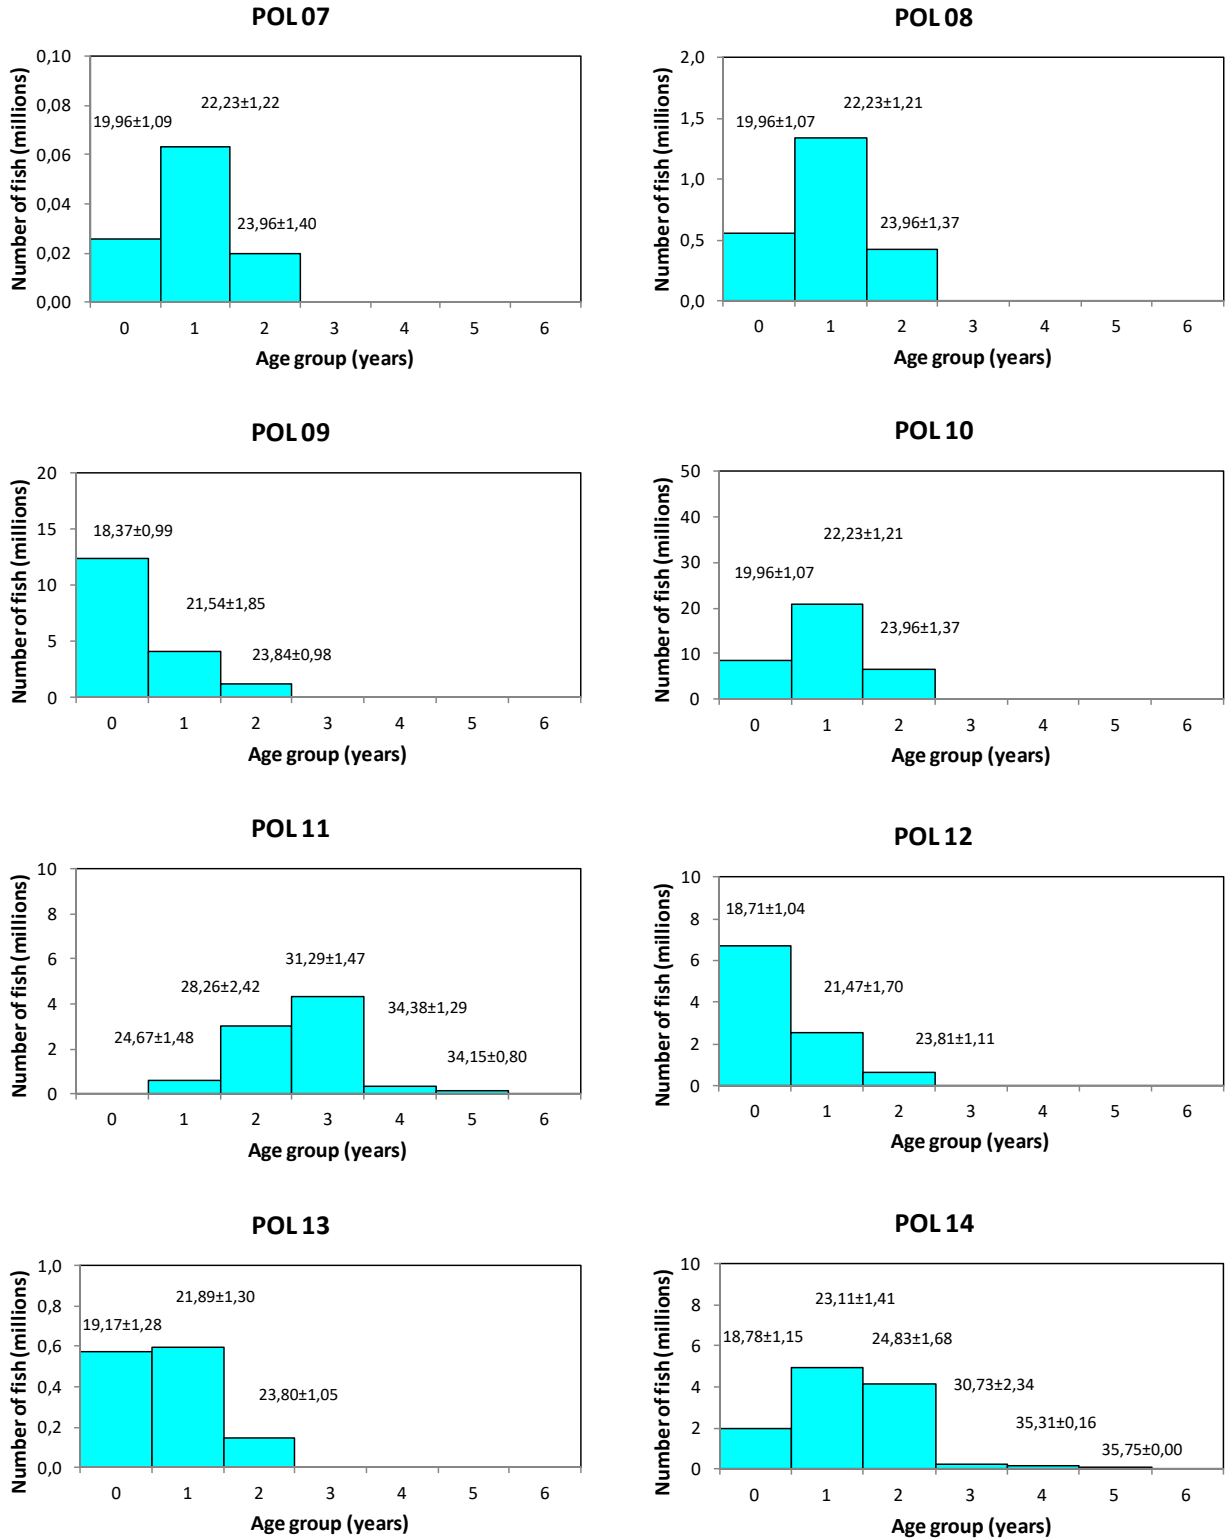 POL 07
Number of fish (millions)
0,10
0,08
0,06
0,04
0,02
0,00
19,96±1,09
22,23±1,22
23,96±1,40
0 1 2 3 4 5 6
Age group (years)
POL 08
Number of fish (millions)
2,0
1,5
1,0
0,5
0,0
19,96±1,07
22,23±1,21
23,96±1,37
0 1 2 3 4 5 6
Age group (years)
POL 09
Number of fish (millions)
20
15
10
5
0
18,37±0,99
21,54±1,85
23,84±0,98
0 1 2 3 4 5 6
Age group (years)
POL 10
Number of fish (millions)
50
40
30
20
10
0
19,96±1,07
22,23±1,21
23,96±1,37
0 1 2 3 4 5 6
Age group (years)
POL 11
Number of fish (millions)
10
8
6
4
2
0
24,67±1,48
28,26±2,42
31,29±1,47
34,38±1,29
34,15±0,80
0 1 2 3 4 5 6
Age group (years)
POL 12
Number of fish (millions)
10
8
6
4
2
0
18,71±1,04
21,47±1,70
23,81±1,11
0 1 2 3 4 5 6
Age group (years)
POL 13
Number of fish (millions)
1,0
0,8
0,6
0,4
0,2
0,0
19,17±1,28
21,89±1,30
23,80±1,05
0 1 2 3 4 5 6
Age group (years)
POL 14
Number of fish (millions)
10
8
6
4
2
0
18,78±1,15
23,11±1,41
24,83±1,68
30,73±2,34
35,31±0,16
35,75±0,00
0 1 2 3 4 5 6
Age group (years)